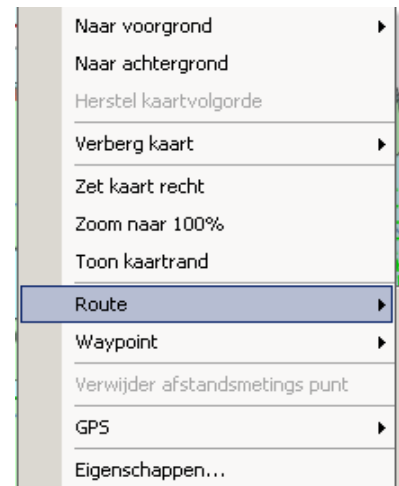 Naar voorgrond
Naar achtergrond
Herstel kaartvolgorde
Verberg kaart
Zet kaart recht
Zoom naar 100%
Toon kaartrand
Route
Waypoint
Verwijder afstandsmetings punt
GPS
Eigenschappen...